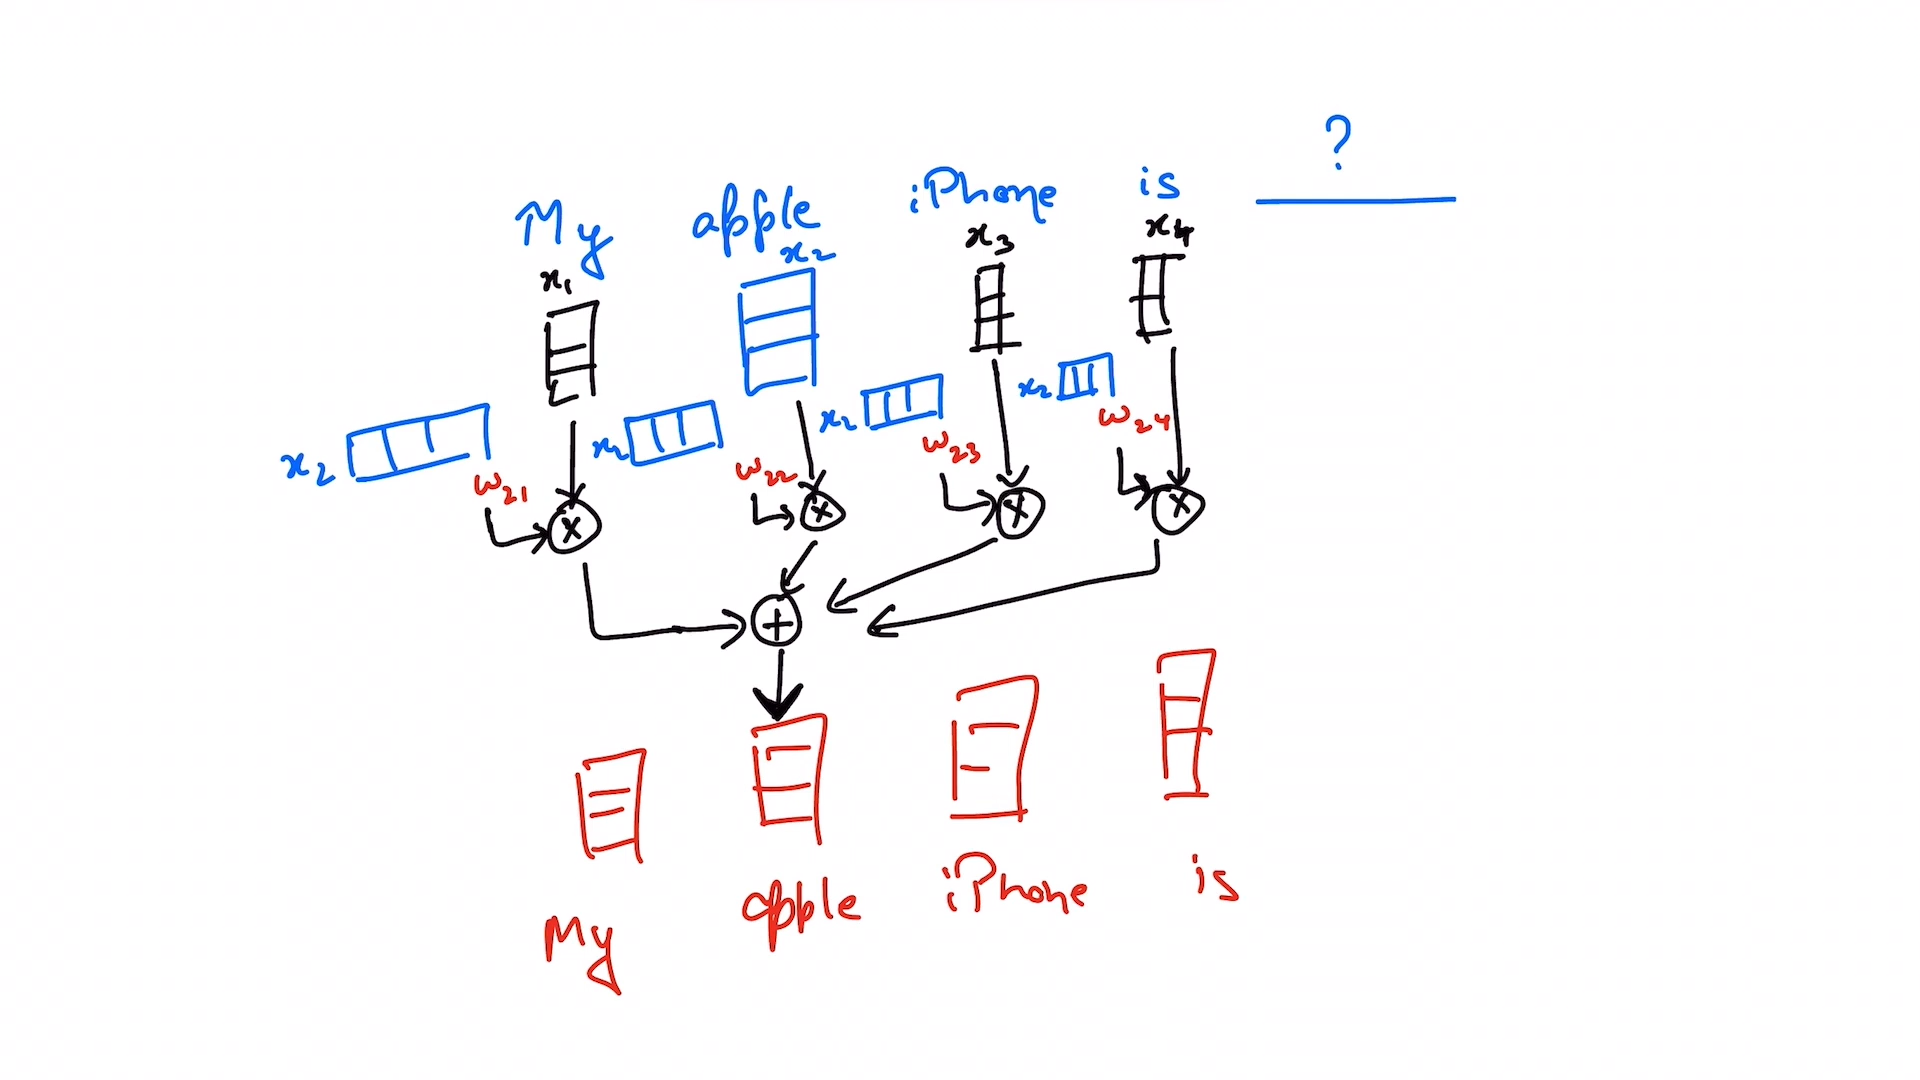 My apple iPhone is ?
x1 x2 x3 x4
x2 x2 x2 x2
w21 w22 w23 w24
× × × ×
+
My apple iPhone is